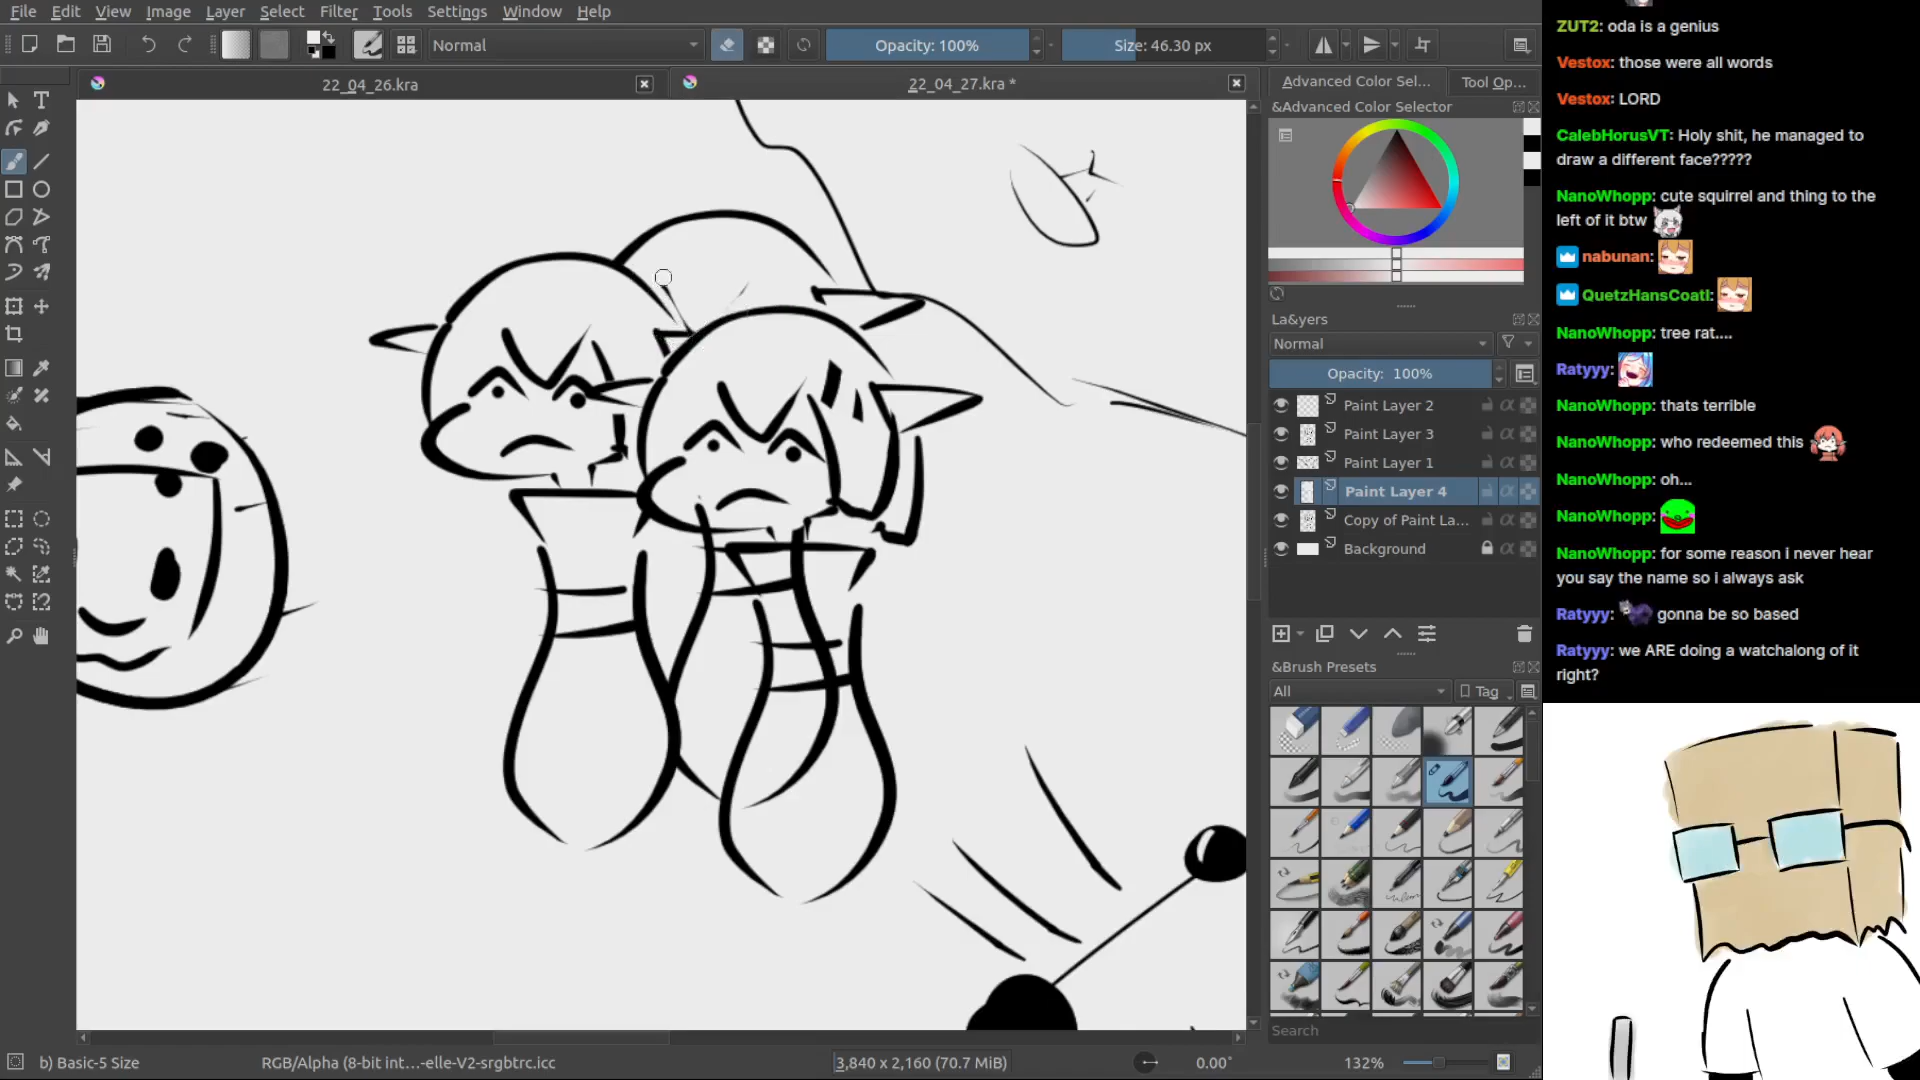 File Edit View Image Layer Select Filter Tools Settings Window Help
Normal
Opacity: 100%
Size: 46.30 px
22_04_26.kra
22_04_27.kra *
Advanced Color Sel...
Tool Op...
&Advanced Color Selector
La&yers
Normal
Opacity: 100%
Paint Layer 2
Paint Layer 3
Paint Layer 1
Paint Layer 4
Copy of Paint La...
Background
&Brush Presets
All
Tag
Search
b) Basic-5 Size
RGB/Alpha (8-bit int...-elle-V2-srgbtrc.icc
3,840 x 2,160 (70.7 MiB)
0.00°
132%
ZUT2: oda is a genius
Vestox: those were all words
Vestox: LORD
CalebHorusVT: Holy shit, he managed to
draw a different face?????
NanoWhopp: cute squirrel and thing to the
left of it btw
nabunan:
QuetzHansCoatl:
NanoWhopp: tree rat....
Ratyyy:
NanoWhopp: thats terrible
NanoWhopp: who redeemed this
NanoWhopp: oh...
NanoWhopp:
NanoWhopp: for some reason i never hear
you say the name so i always ask
Ratyyy: gonna be so based
Ratyyy: we ARE doing a watchalong of it
right?